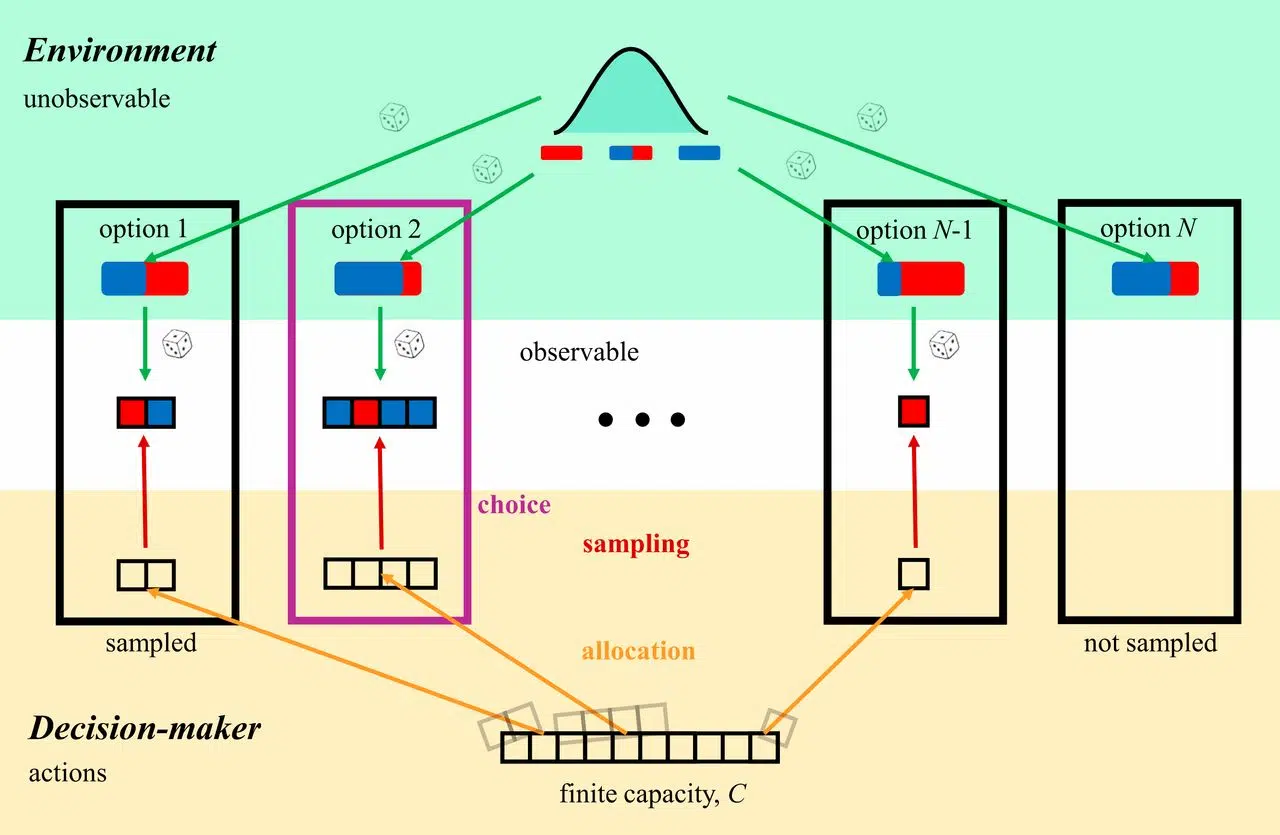 Environment
unobservable
option 1
option 2
option N-1
option N
observable
choice
sampling
sampled
allocation
not sampled
Decision-maker
actions
finite capacity, C